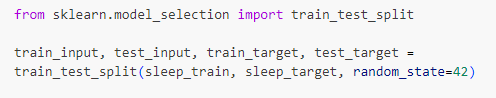 from sklearn.model_selection import train_test_split
train_input, test_input, train_target, test_target =
train_test_split(sleep_train, sleep_target, random_state=42)